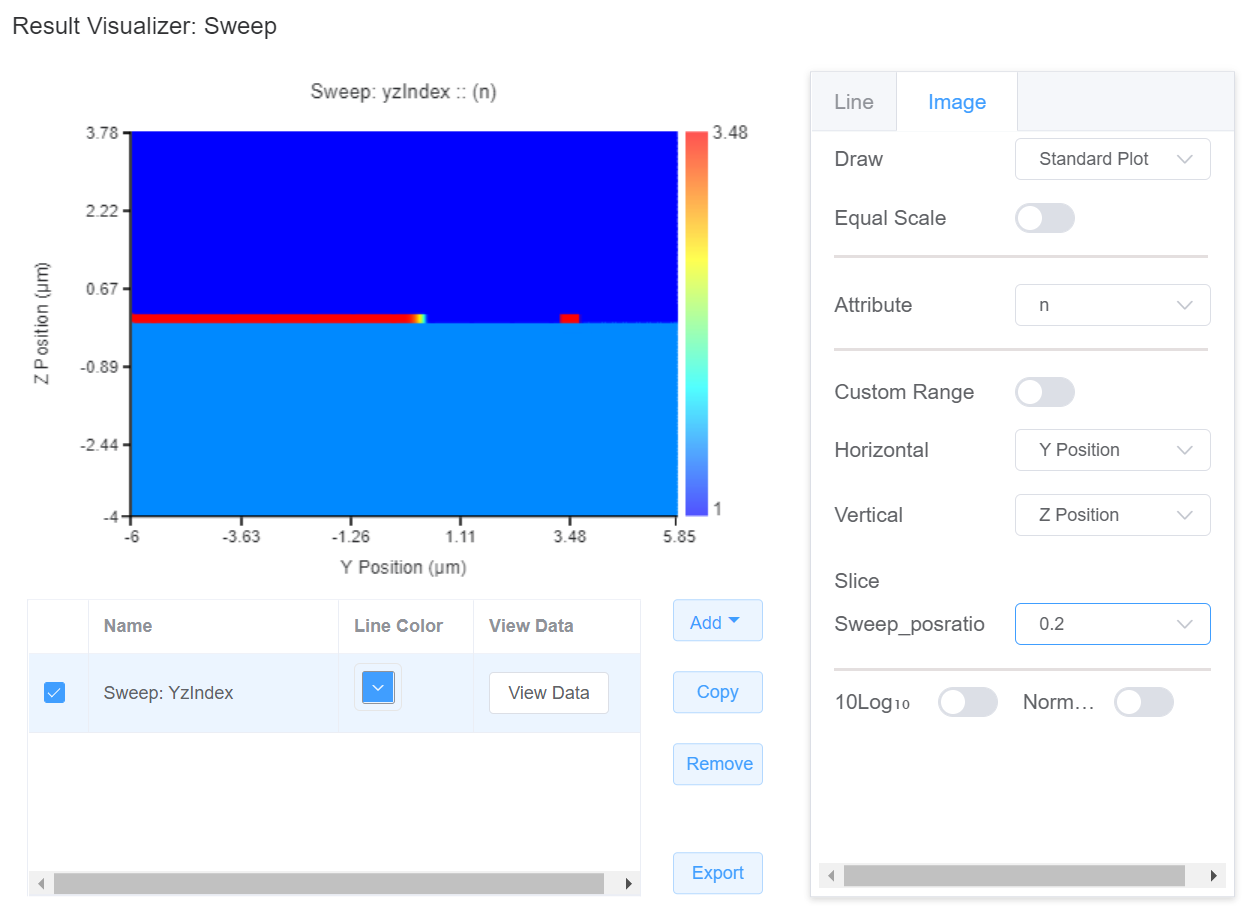 Result Visualizer: Sweep
Sweep: yzIndex :: (n)
3.78
2.22
0.67
-0.89
-2.44
-4
Z Position (µm)
-6
-3.63
-1.26
1.11
3.48
5.85
Y Position (µm)
3.48
1
Name
Line Color
View Data
Sweep: YzIndex
View Data
Add
Copy
Remove
Export
Line
Image
Draw
Standard Plot
Equal Scale
Attribute
n
Custom Range
Horizontal
Y Position
Vertical
Z Position
Slice
Sweep_posratio
0.2
10Log₁₀
Norm…